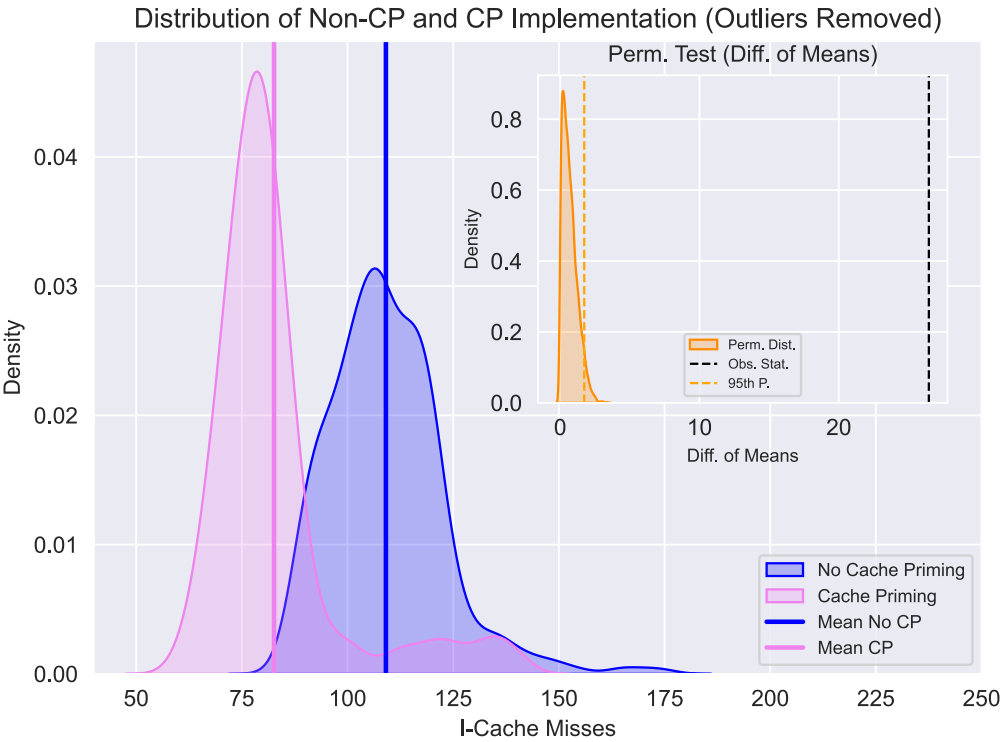 Distribution of Non-CP and CP Implementation (Outliers Removed)
Perm. Test (Diff. of Means)
Density
0.8
0.6
0.4
0.2
0.0
Perm. Dist.
Obs. Stat.
95th P.
0 10 20
Diff. of Means
Density
0.04
0.03
0.02
0.01
0.00
No Cache Priming
Cache Priming
Mean No CP
Mean CP
50 75 100 125 150 175 200 225 250
I-Cache Misses